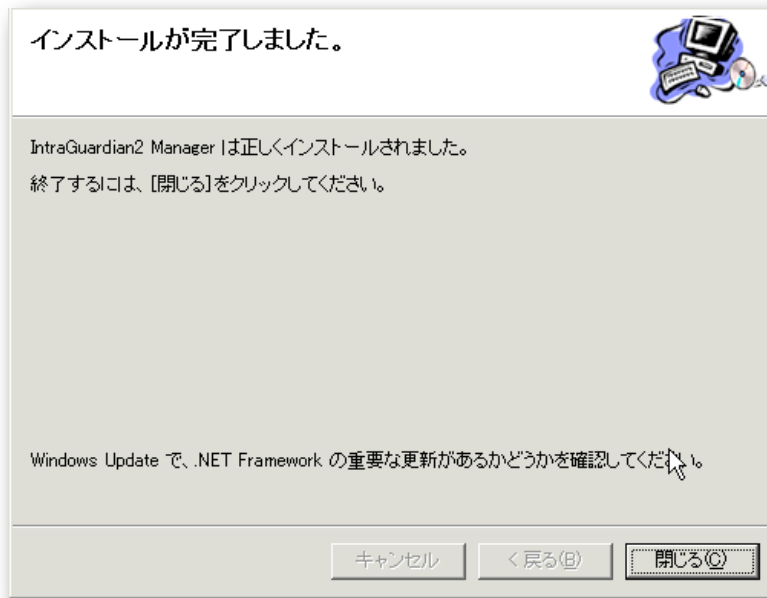 インストールが完了しました。
IntraGuardian2 Manager は正しくインストールされました。
終了するには、[閉じる]をクリックしてください。
Windows Update で、.NET Framework の重要な更新があるかどうかを確認してください。
キャンセル
< 戻る(B)
閉じる(C)